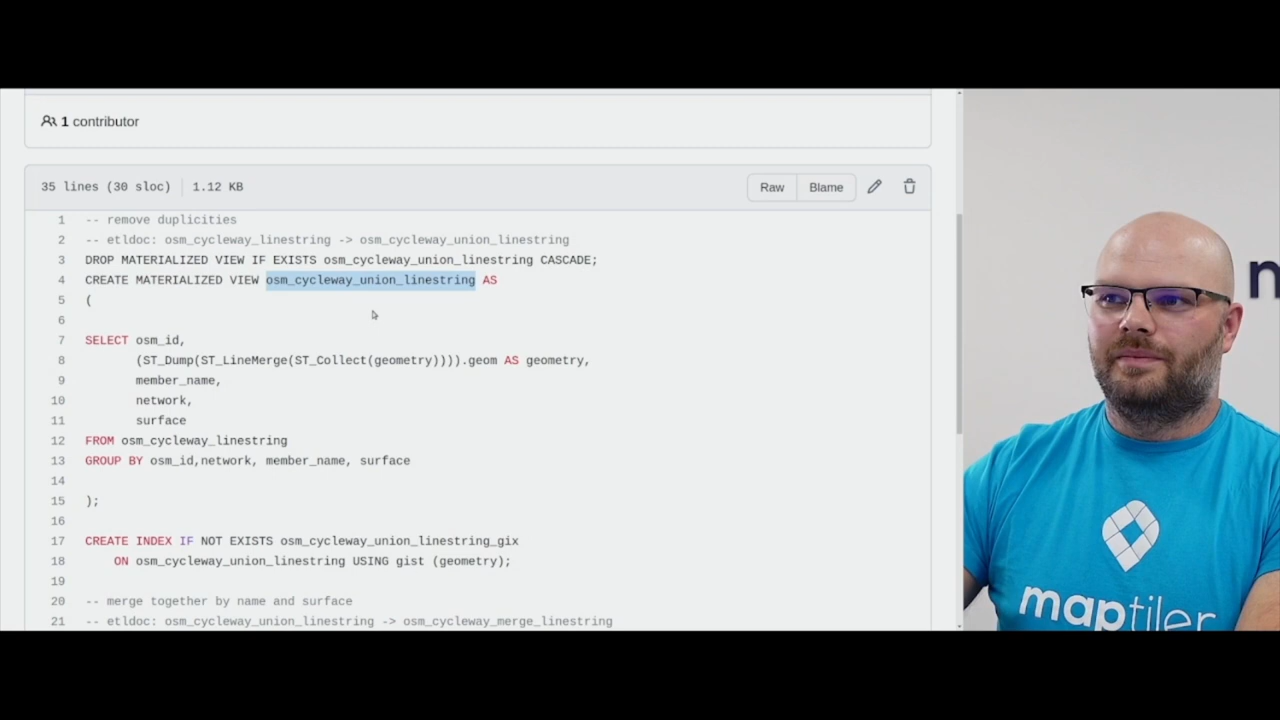 1 contributor
35 lines (30 sloc) 1.12 KB
Raw Blame
1 -- remove duplicities
2 -- etldoc: osm_cycleway_linestring -> osm_cycleway_union_linestring
3 DROP MATERIALIZED VIEW IF EXISTS osm_cycleway_union_linestring CASCADE;
4 CREATE MATERIALIZED VIEW osm_cycleway_union_linestring AS
5 (
6
7 SELECT osm_id,
8 (ST_Dump(ST_LineMerge(ST_Collect(geometry)))).geom AS geometry,
9 member_name,
10 network,
11 surface
12 FROM osm_cycleway_linestring
13 GROUP BY osm_id,network, member_name, surface
14
15 );
16
17 CREATE INDEX IF NOT EXISTS osm_cycleway_union_linestring_gix
18 ON osm_cycleway_union_linestring USING gist (geometry);
19
20 -- merge together by name and surface
21 -- etldoc: osm_cycleway_union_linestring -> osm_cycleway_merge_linestring
maptiler